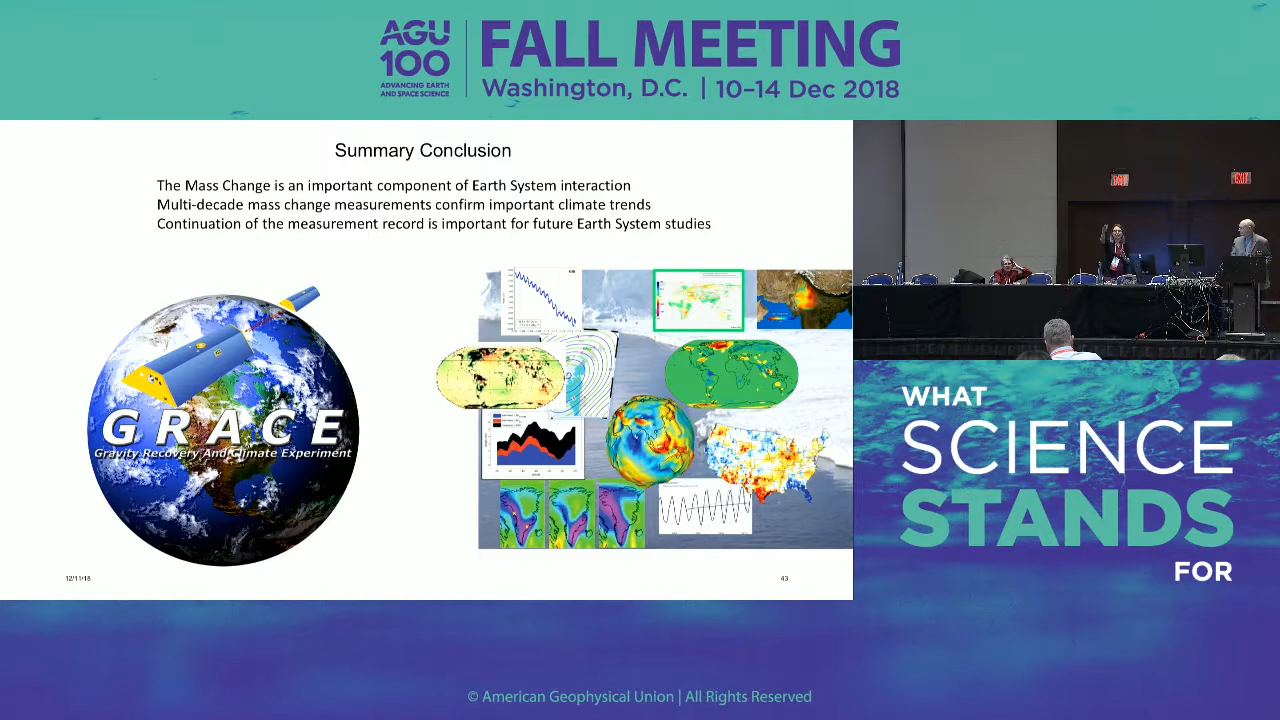 AGU
100
ADVANCING EARTH
AND SPACE SCIENCE
FALL MEETING
Washington, D.C. | 10–14 Dec 2018
Summary Conclusion
The Mass Change is an important component of Earth System interaction
Multi-decade mass change measurements confirm important climate trends
Continuation of the measurement record is important for future Earth System studies
GRACE
Gravity Recovery And Climate Experiment
12/11/18
43
EXIT
EXIT
WHAT
SCIENCE
STANDS
FOR
© American Geophysical Union | All Rights Reserved